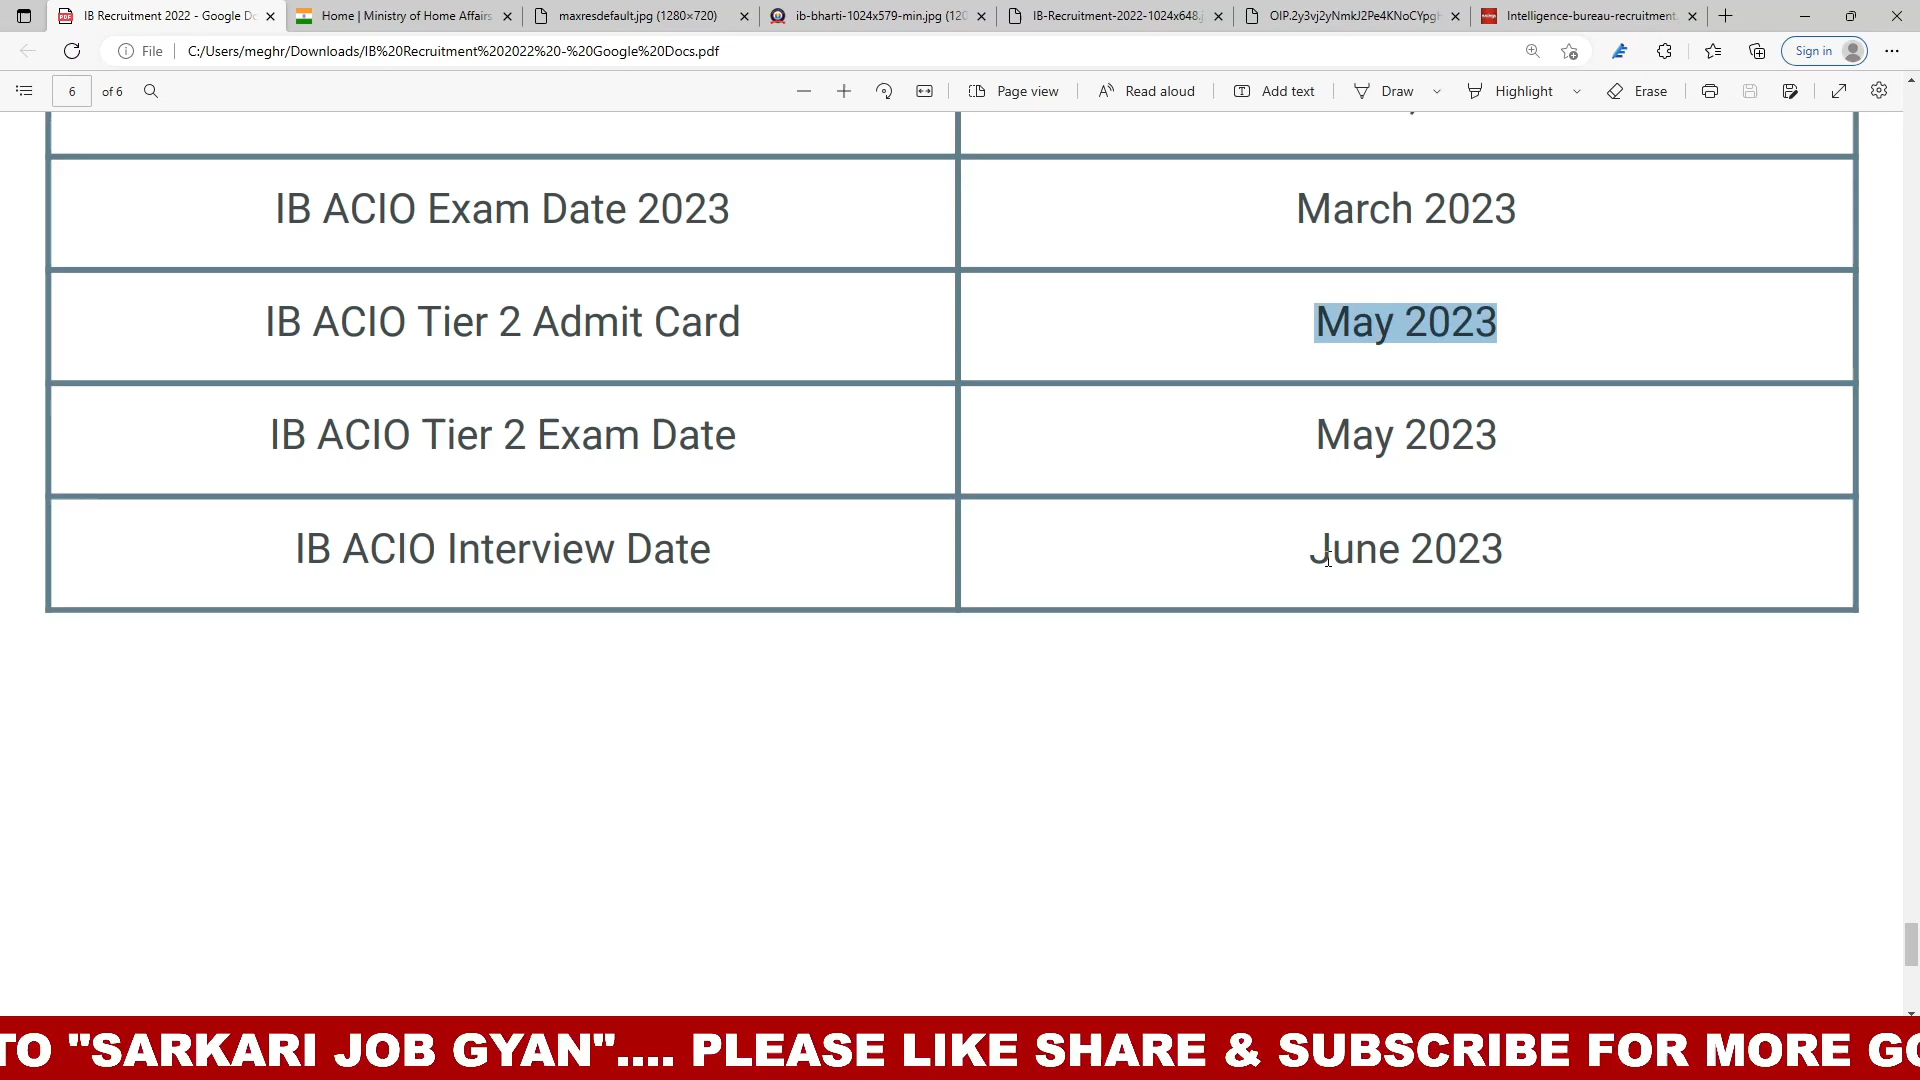 IB Recruitment 2022 - Google Dc
Home | Ministry of Home Affairs
maxresdefault.jpg (1280×720)
ib-bharti-1024x579-min.jpg (120
IB-Recruitment-2022-1024x648.j
OIP.2y3vj2yNmkJ2Pe4KNoCYpgH
Intelligence-bureau-recruitment.
File
C:/Users/meghr/Downloads/IB%20Recruitment%202022%20-%20Google%20Docs.pdf
Sign in
6 of 6
Page view
Read aloud
Add text
Draw
Highlight
Erase
IB ACIO Exam Date 2023 March 2023
IB ACIO Tier 2 Admit Card May 2023
IB ACIO Tier 2 Exam Date May 2023
IB ACIO Interview Date June 2023
TO "SARKARI JOB GYAN".... PLEASE LIKE SHARE & SUBSCRIBE FOR MORE GO